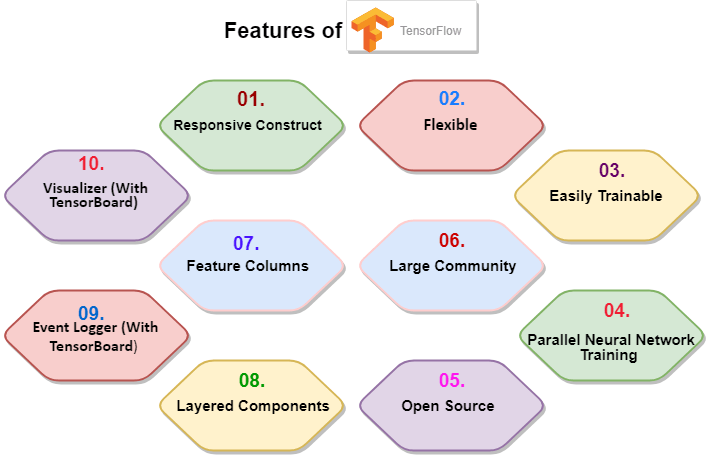 Features of TensorFlow
01.
Responsive Construct
02.
Flexible
03.
Easily Trainable
04.
Parallel Neural Network
Training
05.
Open Source
06.
Large Community
07.
Feature Columns
08.
Layered Components
09.
Event Logger (With
TensorBoard)
10.
Visualizer (With
TensorBoard)